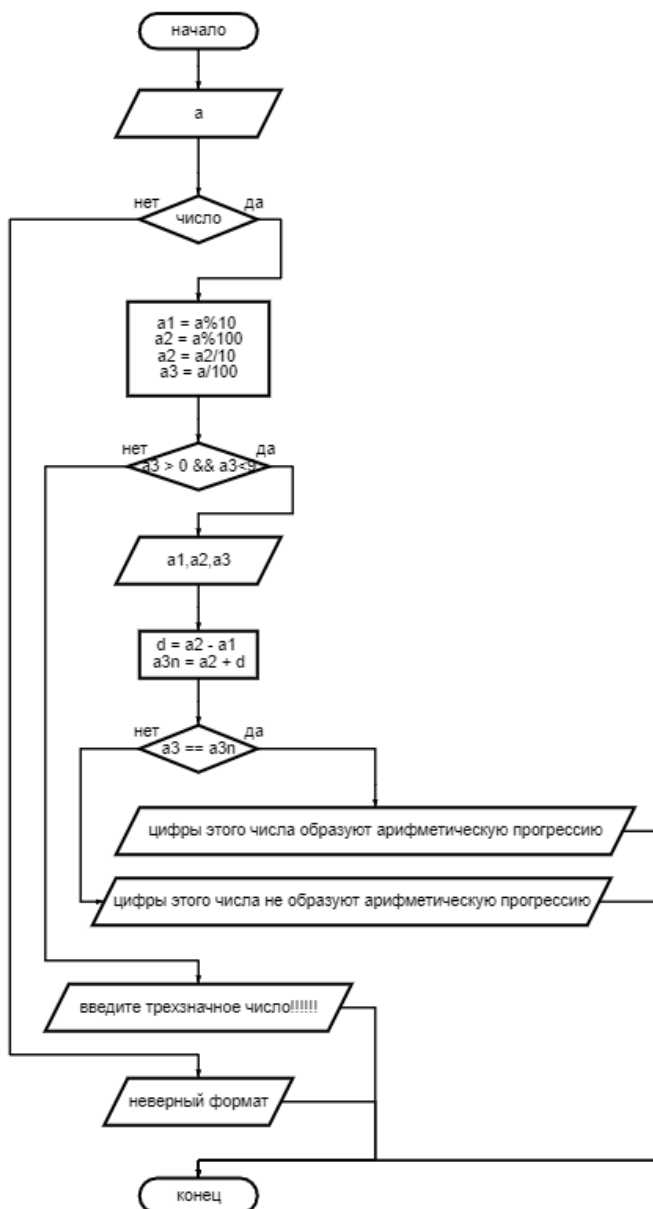 начало
a
нет
да
число
a1 = a%10
a2 = a%100
a2 = a2/10
a3 = a/100
нет
да
a3 > 0 && a3<9
a1,a2,a3
d = a2 - a1
a3n = a2 + d
нет
да
a3 == a3n
цифры этого числа образуют арифметическую прогрессию
цифры этого числа не образуют арифметическую прогрессию
введите трехзначное число!!!!!!
неверный формат
конец